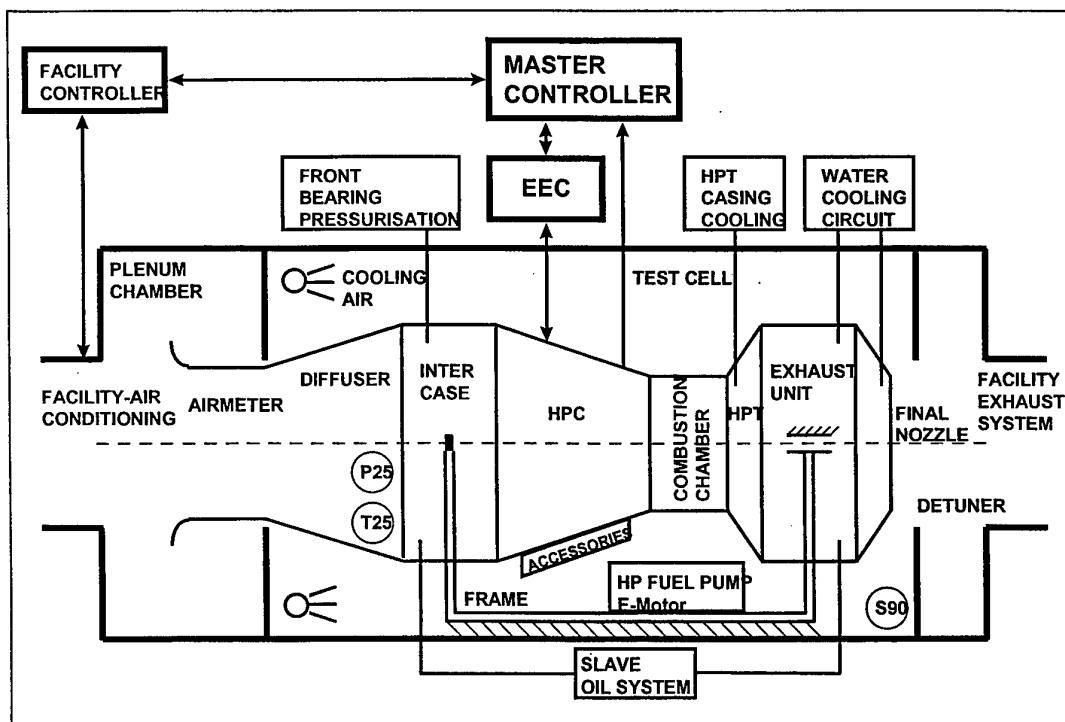 FACILITY
CONTROLLER
MASTER
CONTROLLER
FRONT
BEARING
PRESSURISATION
EEC
HPT
CASING
COOLING
WATER
COOLING
CIRCUIT
PLENUM
CHAMBER
COOLING
AIR
TEST CELL
FACILITY-AIR
CONDITIONING
AIRMETER
DIFFUSER
INTER
CASE
HPC
COMBUSTION
CHAMBER
HPT
EXHAUST
UNIT
FINAL
NOZZLE
FACILITY
EXHAUST
SYSTEM
P25
T25
DETUNER
ACCESSORIES
FRAME
HP FUEL PUMP
E-Motor
S90
SLAVE
OIL SYSTEM